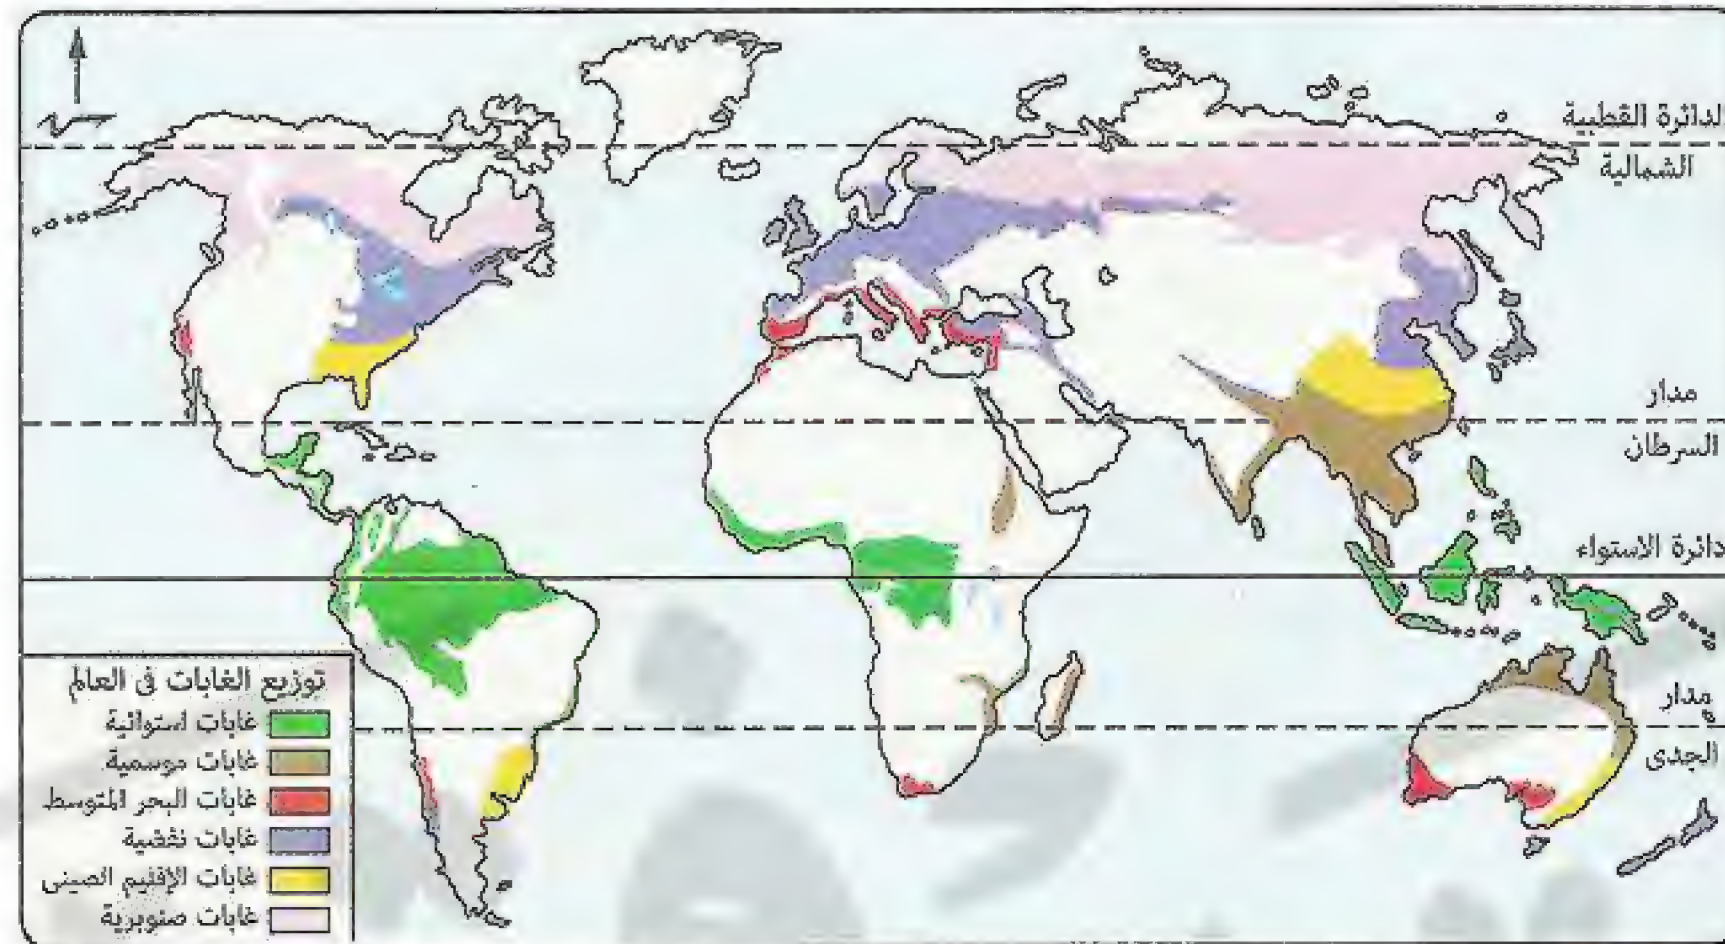 الدائرة القطبية
الشمالية
مدار
السرطان
دائرة الاستواء
مدار
الجدى
توزيع الغابات فى العالم
غابات استوائية
غابات موسمية
غابات البحر المتوسط
غابات نفضية
غابات الإقليم الصينى
غابات صنوبرية